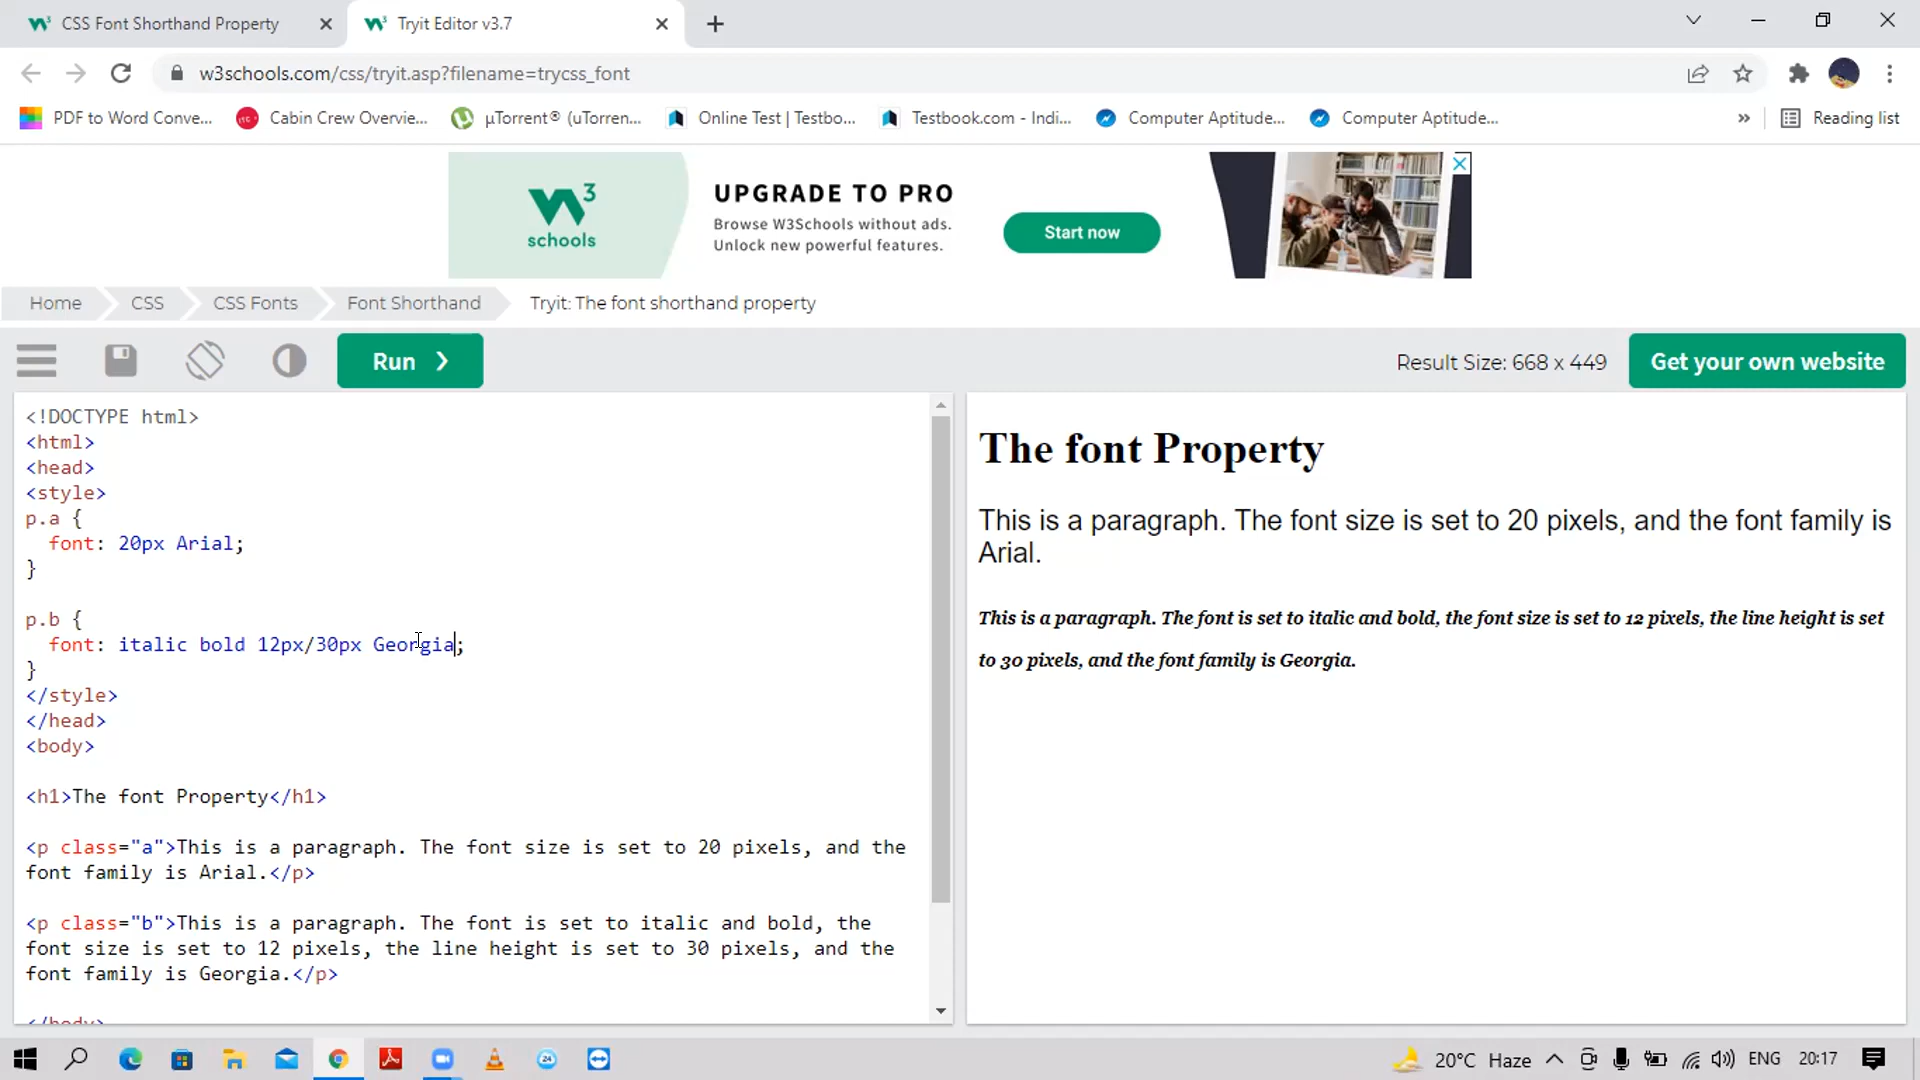 CSS Font Shorthand Property
Tryit Editor v3.7
w3schools.com/css/tryit.asp?filename=trycss_font
PDF to Word Conve...
Cabin Crew Overvie...
µTorrent® (uTorren...
Online Test | Testbo...
Testbook.com - Indi...
Computer Aptitude...
Computer Aptitude...
»
Reading list
W3
schools
UPGRADE TO PRO
Browse W3Schools without ads.
Unlock new powerful features.
Start now
Home
CSS
CSS Fonts
Font Shorthand
Tryit: The font shorthand property
Run ❯
Result Size: 668 x 449
Get your own website
<!DOCTYPE html>
<html>
<head>
<style>
p.a {
  font: 20px Arial;
}
p.b {
  font: italic bold 12px/30px Georgia;
}
</style>
</head>
<body>
<h1>The font Property</h1>
<p class="a">This is a paragraph. The font size is set to 20 pixels, and the
font family is Arial.</p>
<p class="b">This is a paragraph. The font is set to italic and bold, the
font size is set to 12 pixels, the line height is set to 30 pixels, and the
font family is Georgia.</p>
</body>
The font Property
This is a paragraph. The font size is set to 20 pixels, and the font family is
Arial.
This is a paragraph. The font is set to italic and bold, the font size is set to 12 pixels, the line height is set
to 30 pixels, and the font family is Georgia.
20°C Haze
ENG
20:17